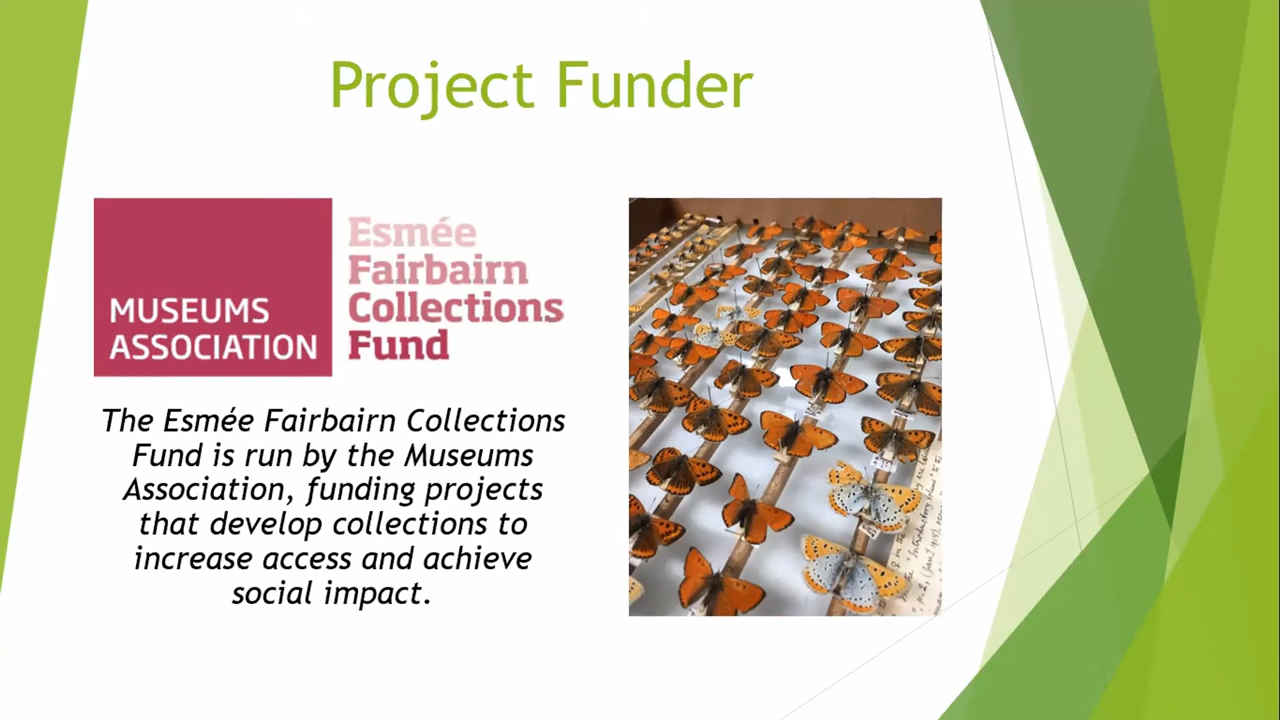 Project Funder
MUSEUMS
ASSOCIATION
Esmée
Fairbairn
Collections
Fund
The Esmée Fairbairn Collections
Fund is run by the Museums
Association, funding projects
that develop collections to
increase access and achieve
social impact.